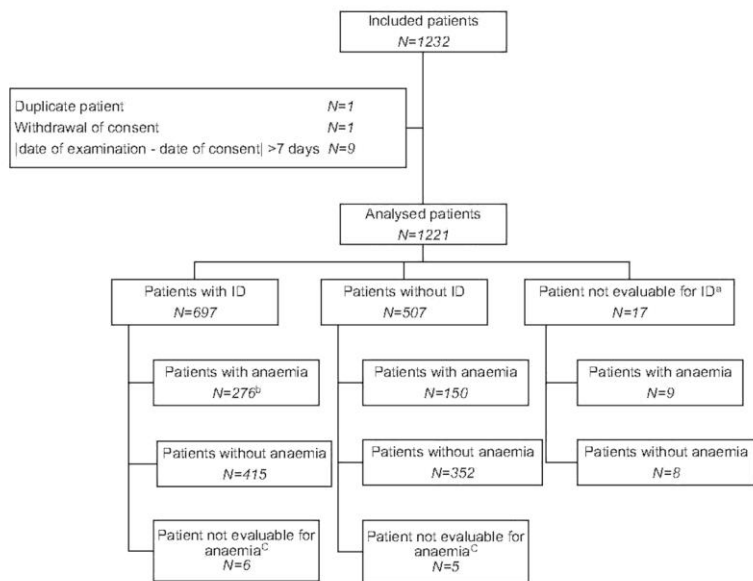 Included patients
N=1232
Duplicate patient N=1
Withdrawal of consent N=1
|date of examination - date of consent| >7 days N=9
Analysed patients
N=1221
Patients with ID
N=697
Patients without ID
N=507
Patient not evaluable for IDᵃ
N=17
Patients with anaemia
N=276ᵇ
Patients with anaemia
N=150
Patients with anaemia
N=9
Patients without anaemia
N=415
Patients without anaemia
N=352
Patients without anaemia
N=8
Patient not evaluable for
anaemiaᶜ
N=6
Patient not evaluable for
anaemiaᶜ
N=5